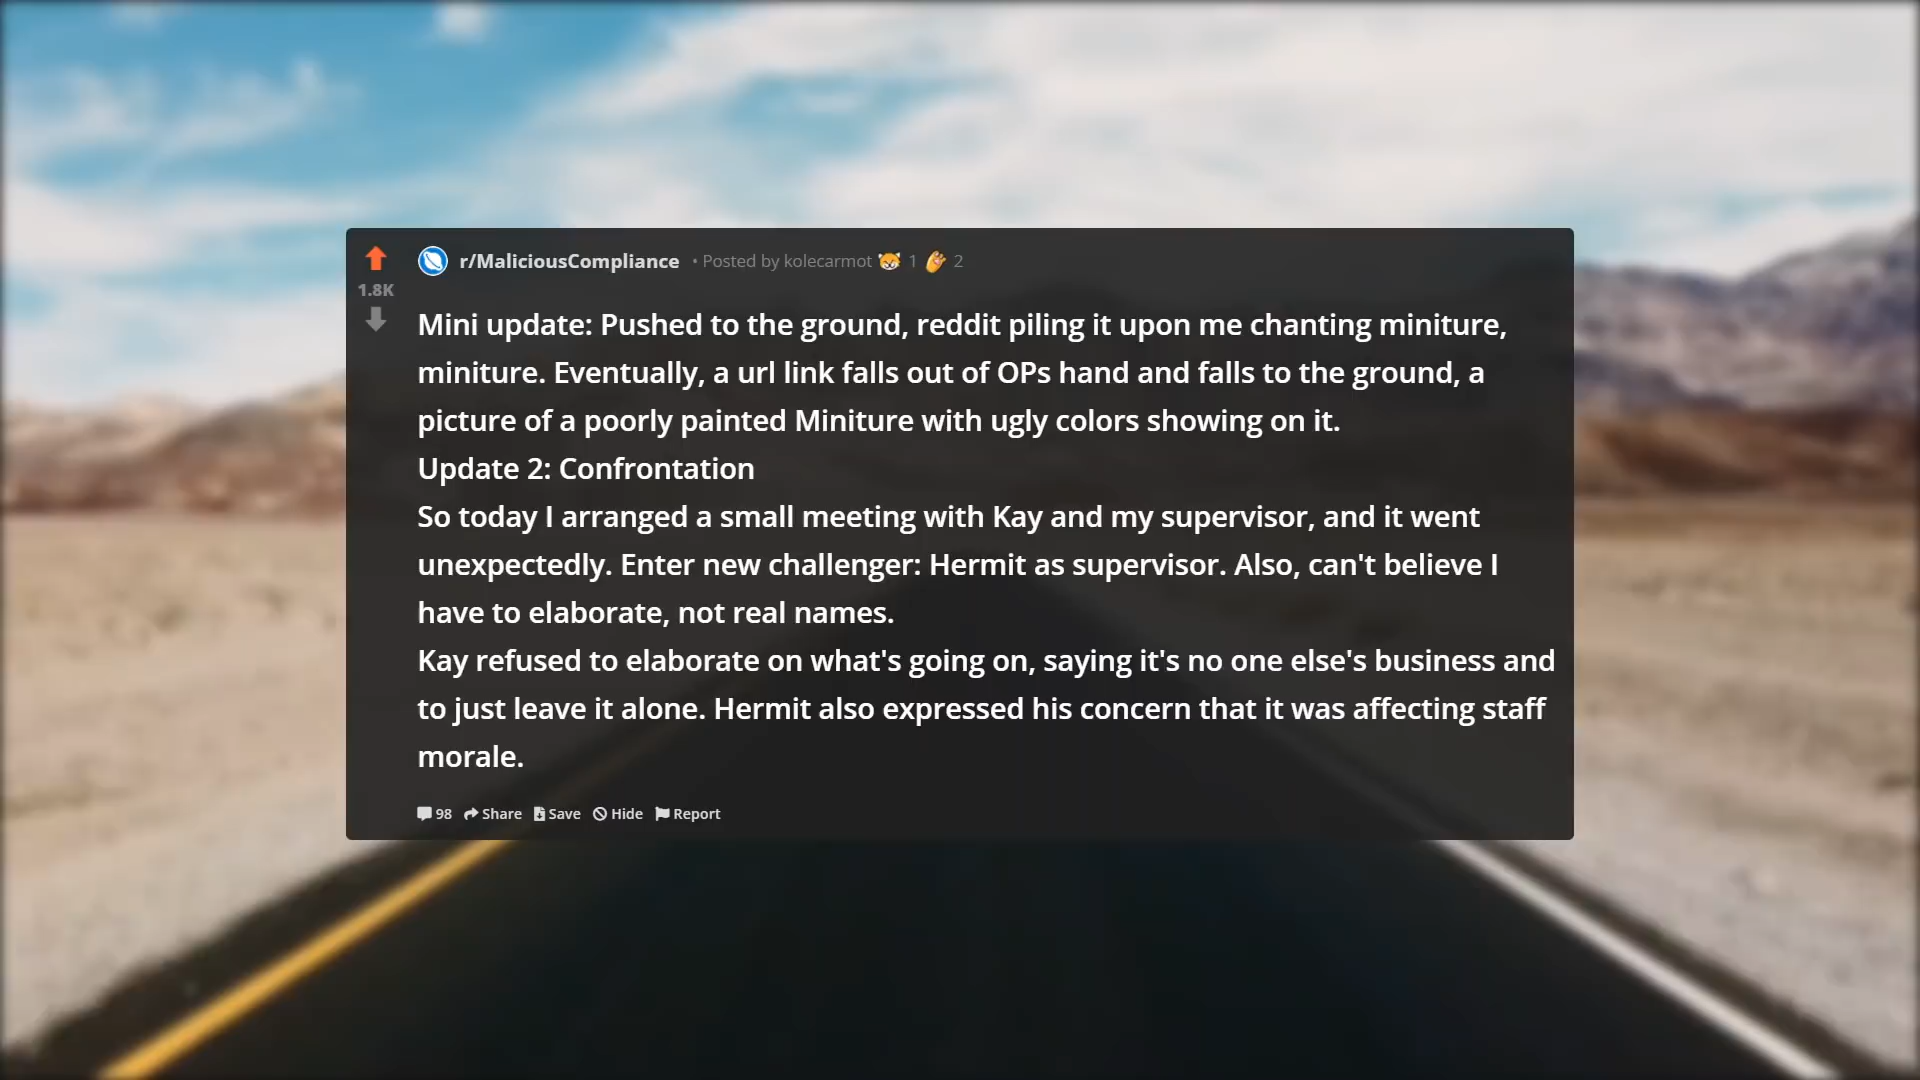 r/MaliciousCompliance • Posted by kolecarmot 1 2
1.8K
Mini update: Pushed to the ground, reddit piling it upon me chanting miniture,
miniture. Eventually, a url link falls out of OPs hand and falls to the ground, a
picture of a poorly painted Miniture with ugly colors showing on it.
Update 2: Confrontation
So today I arranged a small meeting with Kay and my supervisor, and it went
unexpectedly. Enter new challenger: Hermit as supervisor. Also, can't believe I
have to elaborate, not real names.
Kay refused to elaborate on what's going on, saying it's no one else's business and
to just leave it alone. Hermit also expressed his concern that it was affecting staff
morale.
98 Share Save Hide Report